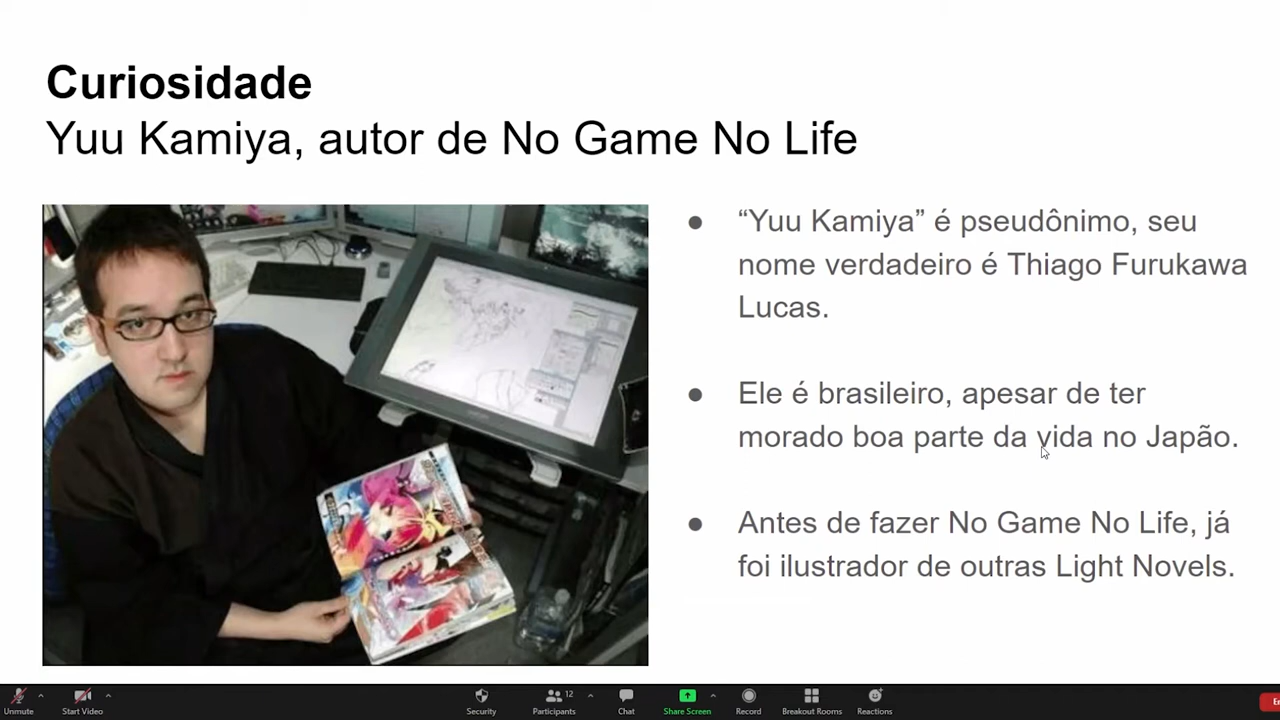 Curiosidade
Yuu Kamiya, autor de No Game No Life
● “Yuu Kamiya” é pseudônimo, seu
nome verdadeiro é Thiago Furukawa
Lucas.
● Ele é brasileiro, apesar de ter
morado boa parte da vida no Japão.
● Antes de fazer No Game No Life, já
foi ilustrador de outras Light Novels.
Unmute
Start Video
Security
12
Participants
Chat
Share Screen
Record
Breakout Rooms
Reactions